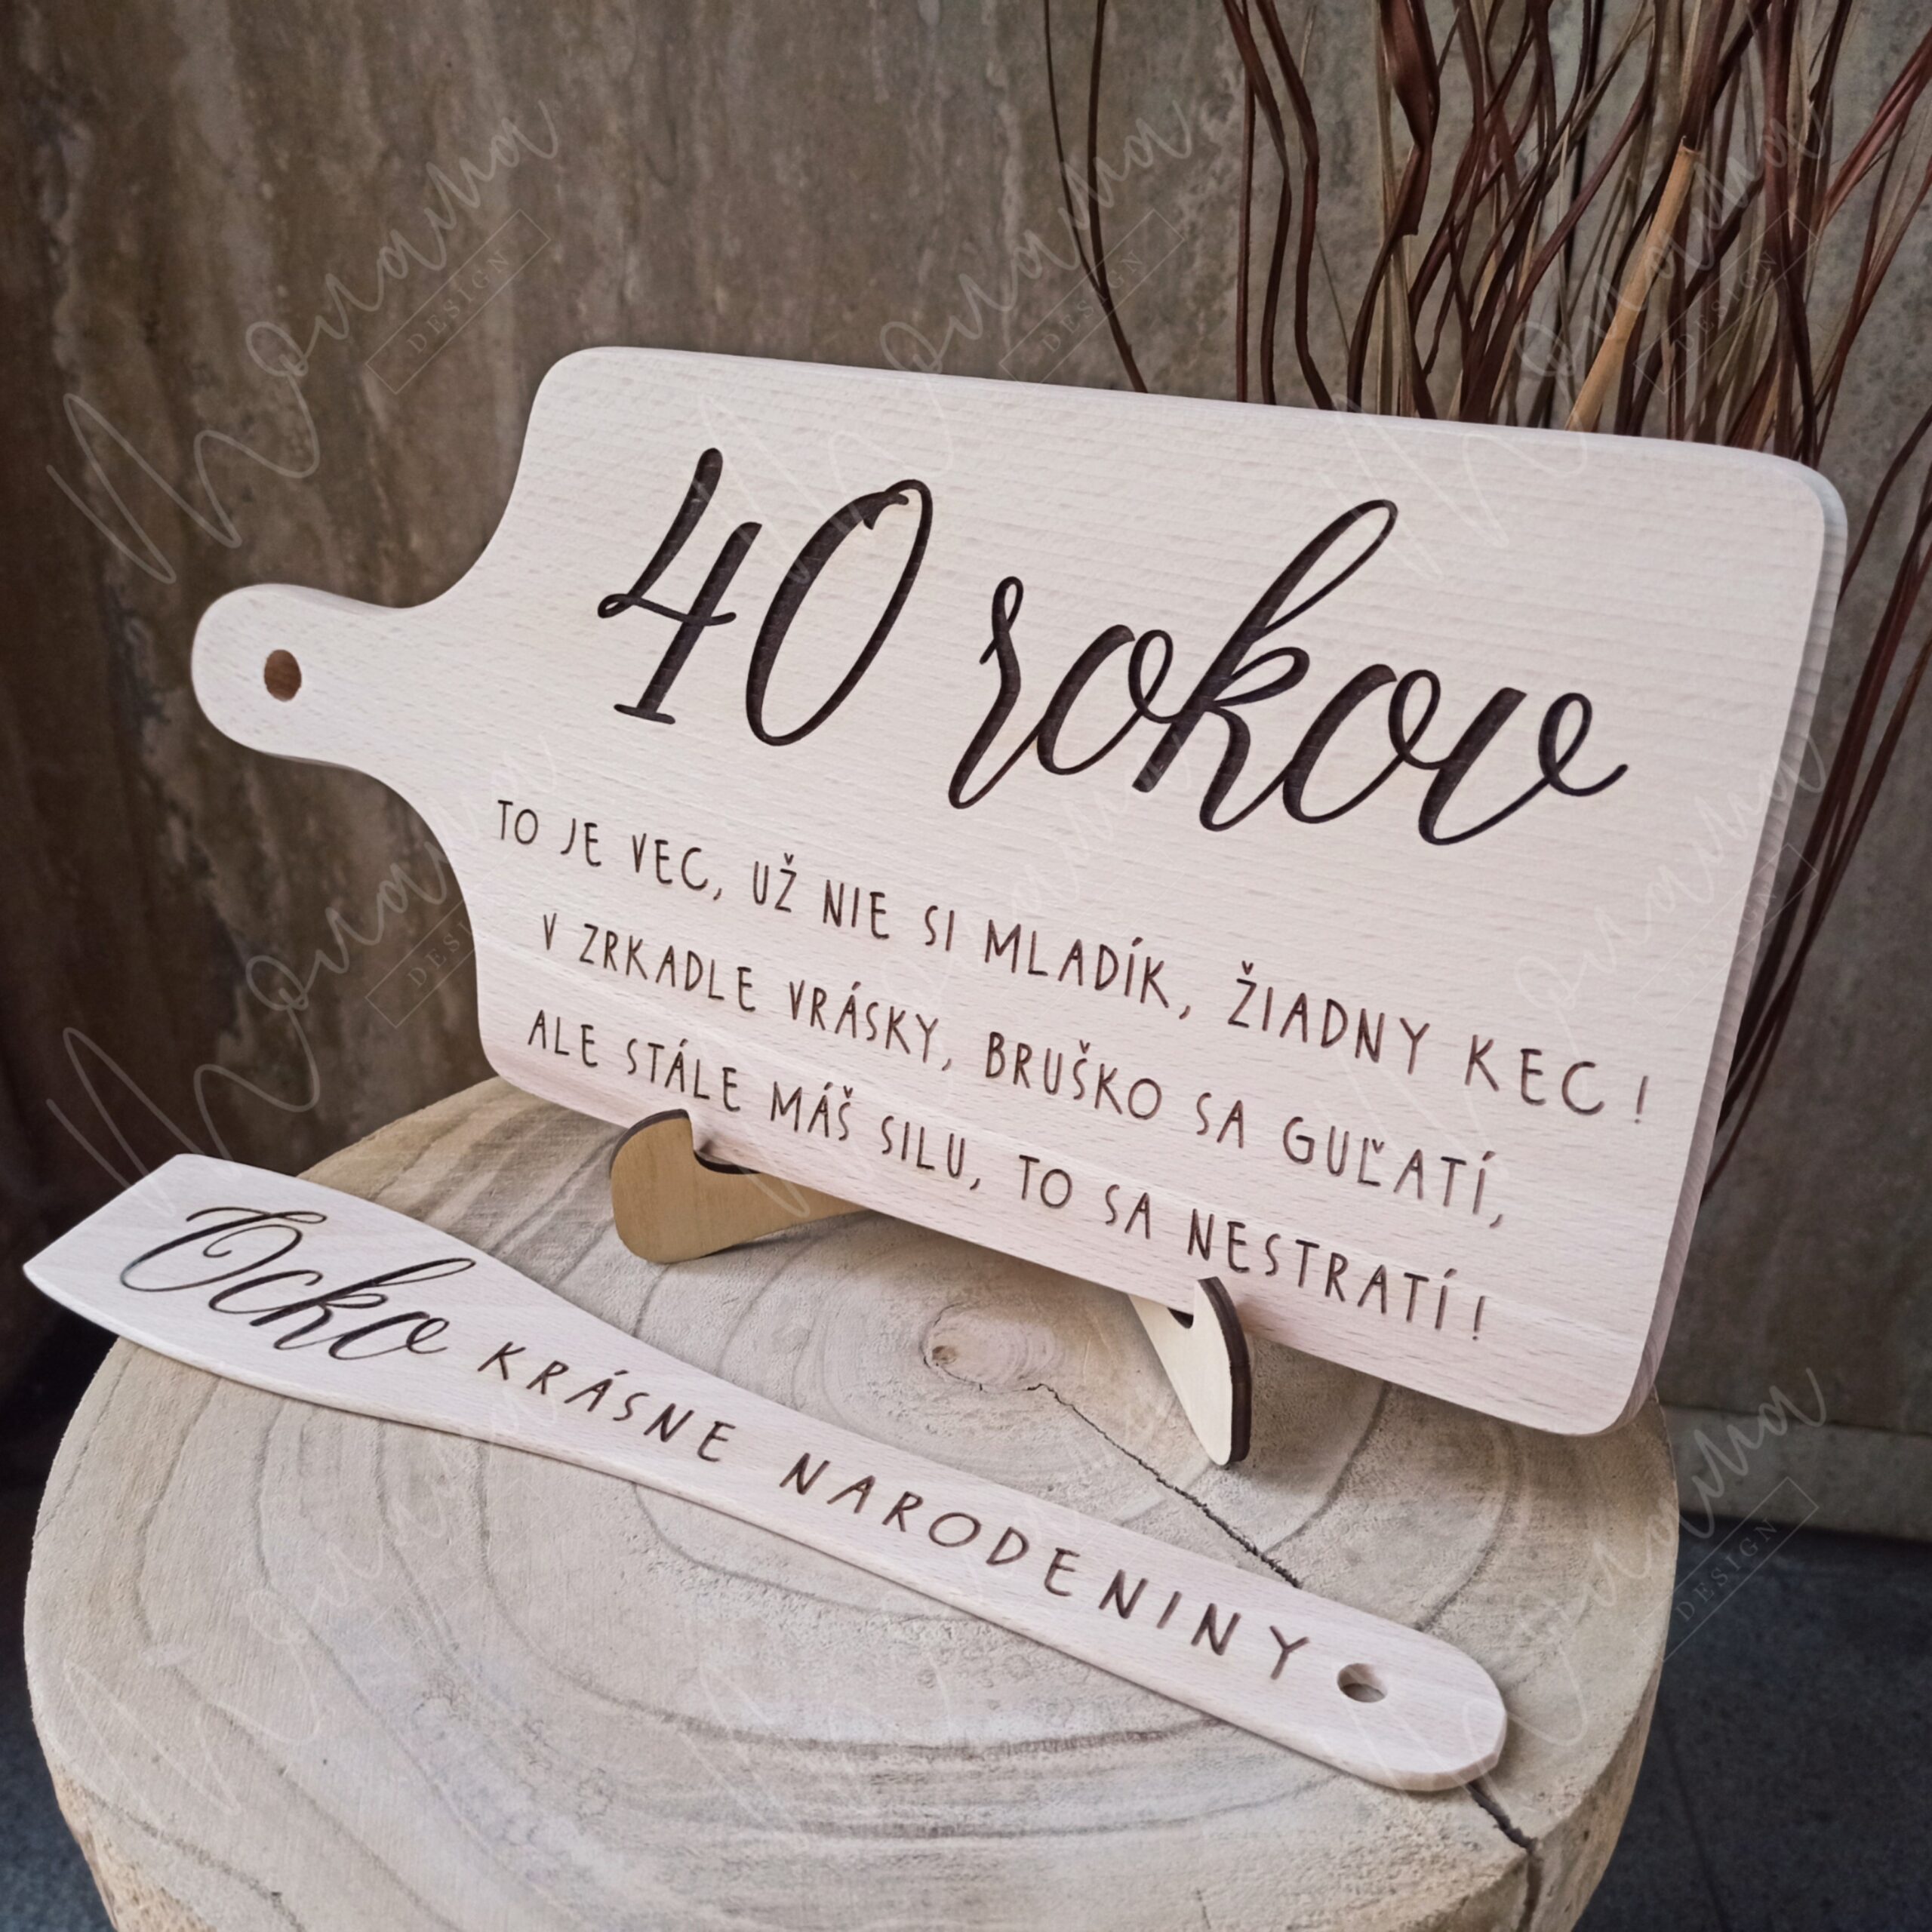 40 rokov
TO JE VEC, UŽ NIE SI MLADÍK, ŽIADNY KEC!
V ZRKADLE VRÁSKY, BRUŠKO SA GUĽATÍ,
ALE STÁLE MÁŠ SILU, TO SA NESTRATÍ!
Ocko KRÁSNE NARODENINY
DESIGN